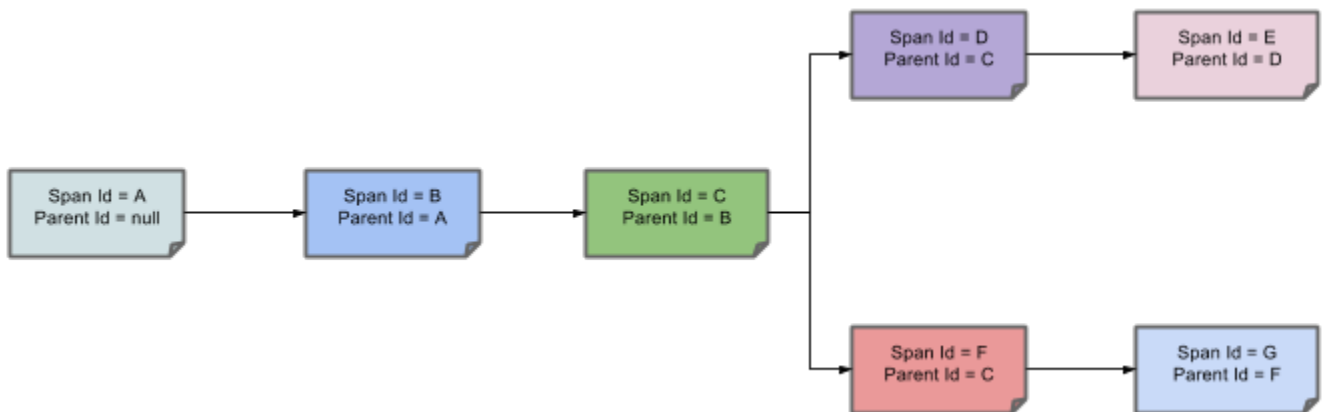 Span Id = D
Parent Id = C
Span Id = E
Parent Id = D
Span Id = A
Parent Id = null
Span Id = B
Parent Id = A
Span Id = C
Parent Id = B
Span Id = F
Parent Id = C
Span Id = G
Parent Id = F